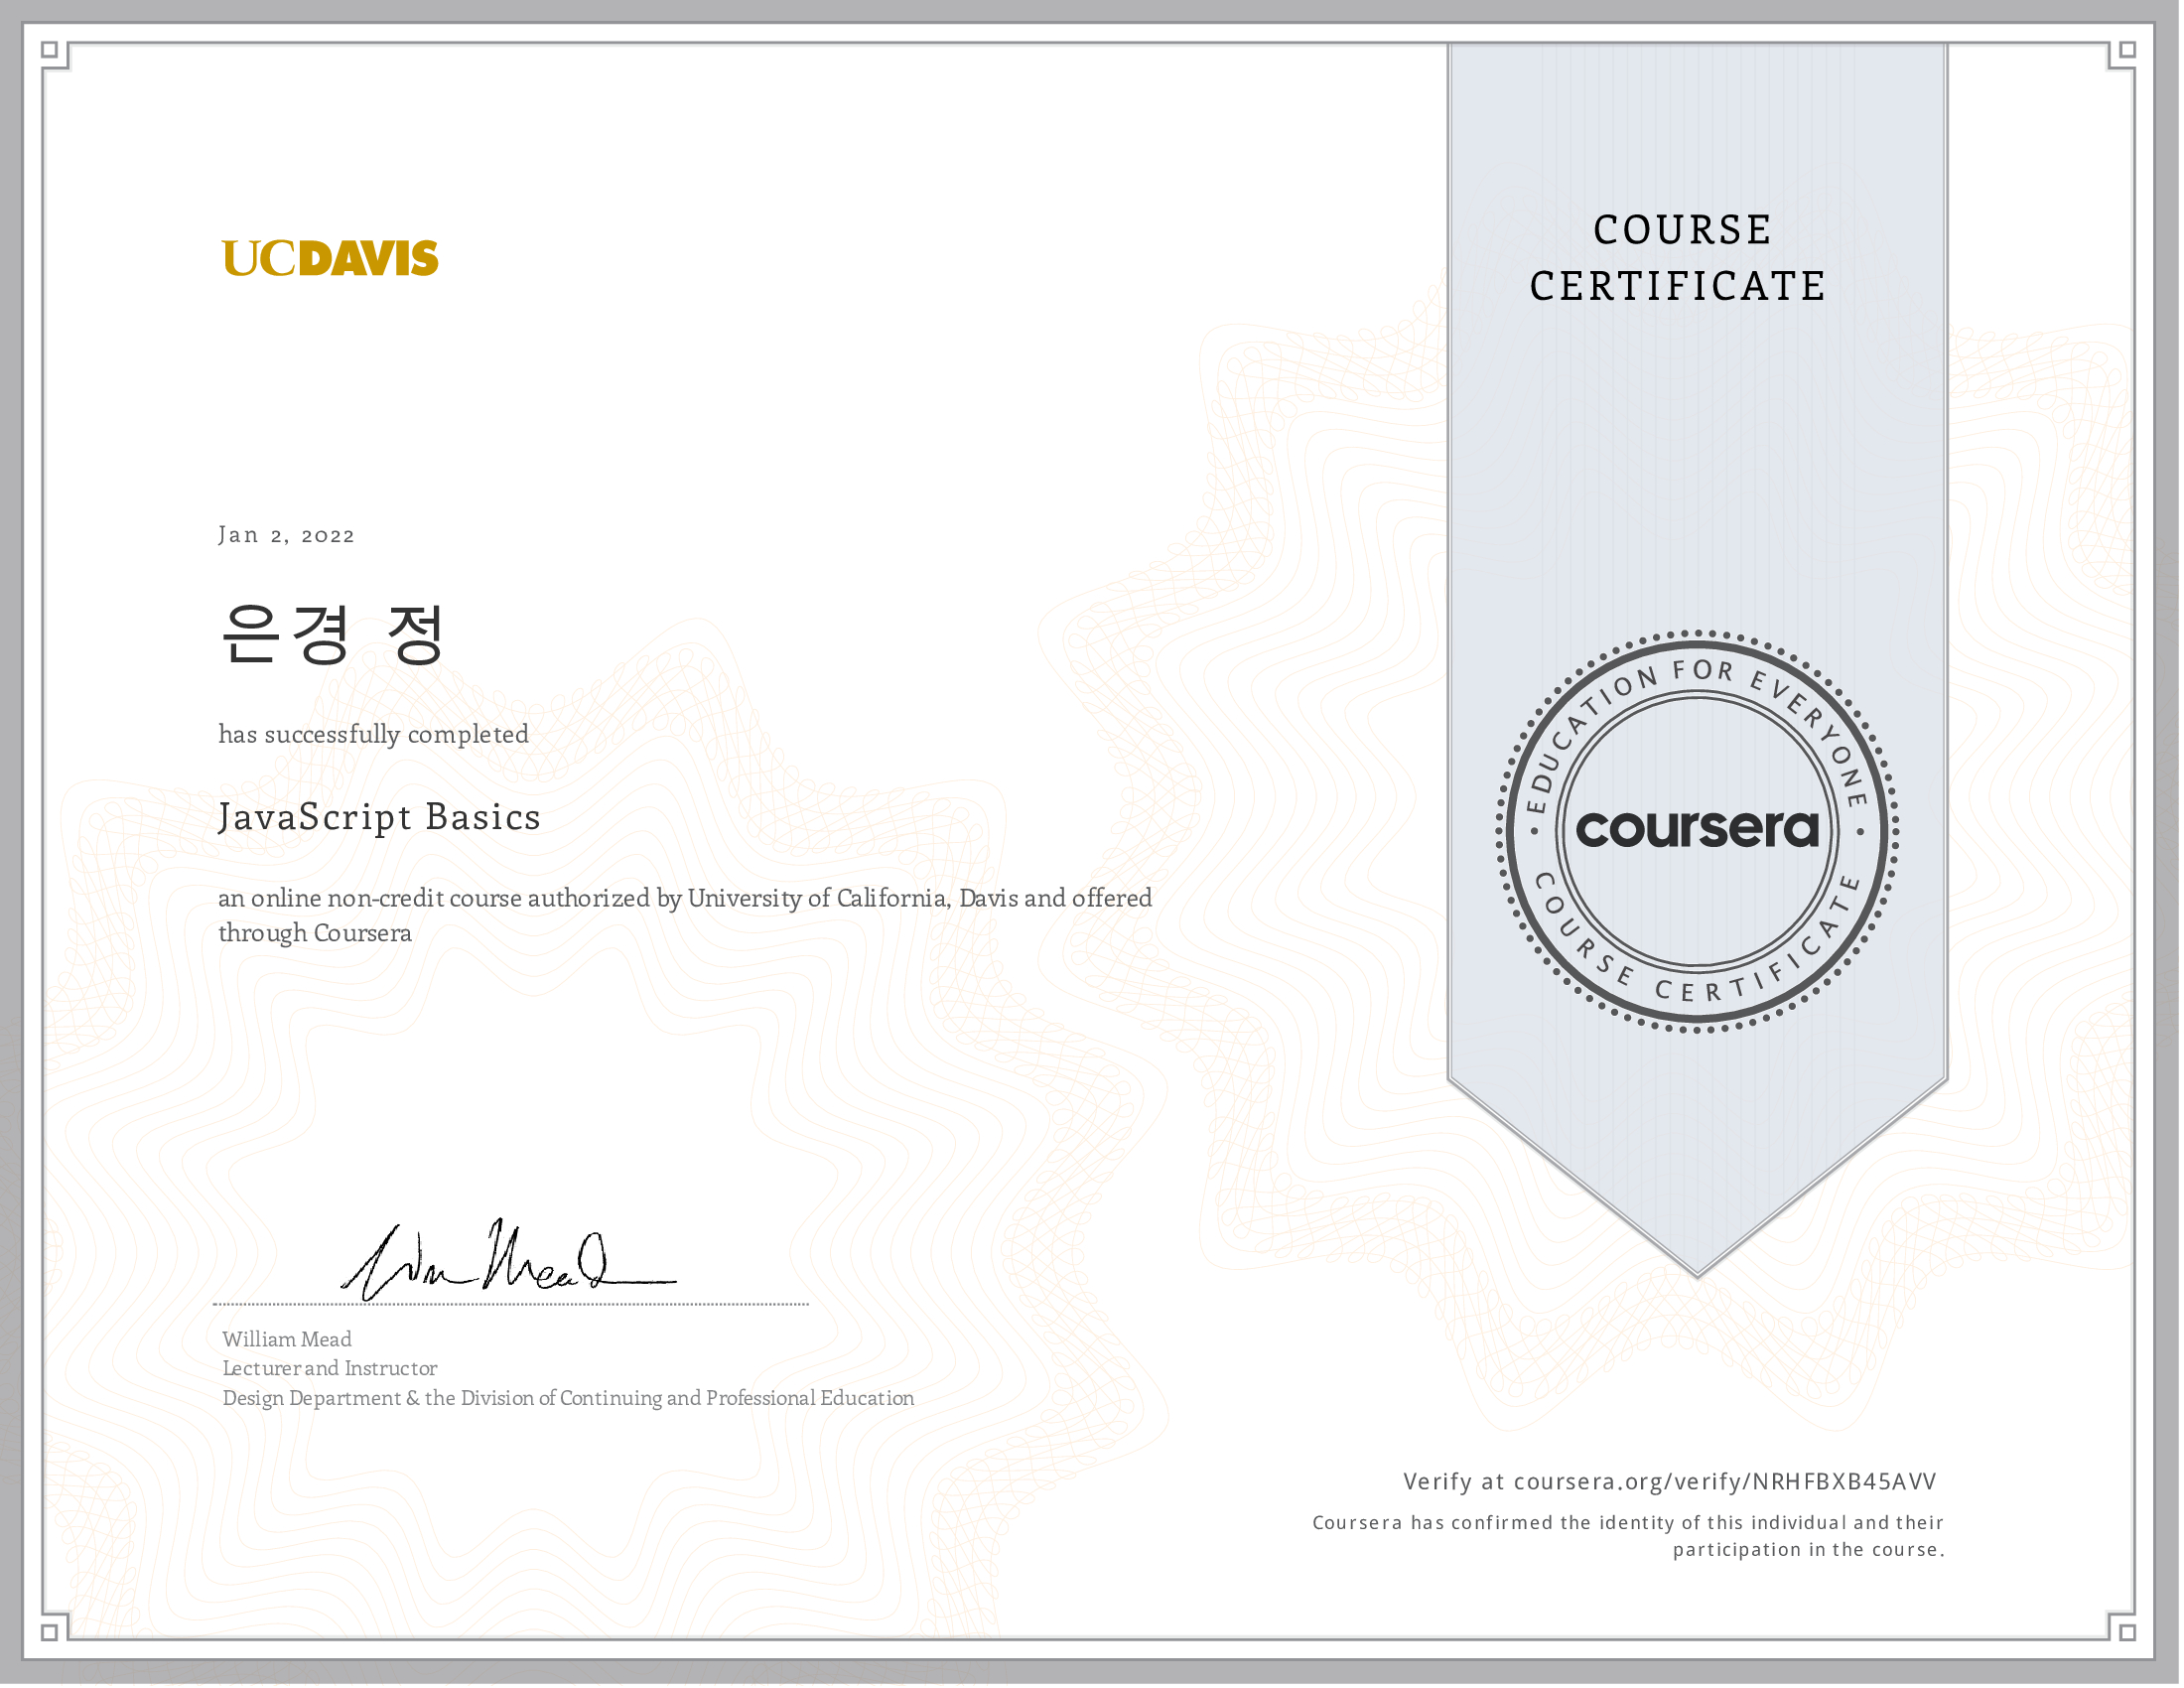 UCDAVIS
COURSE
CERTIFICATE
Jan 2, 2022
은경 정
has successfully completed
JavaScript Basics
an online non-credit course authorized by University of California, Davis and offered
through Coursera
EDUCATION FOR EVERYONE
coursera
COURSE CERTIFICATE
William Mead
Lecturer and Instructor
Design Department & the Division of Continuing and Professional Education
Verify at coursera.org/verify/NRHFBXB45AVV
Coursera has confirmed the identity of this individual and their
participation in the course.